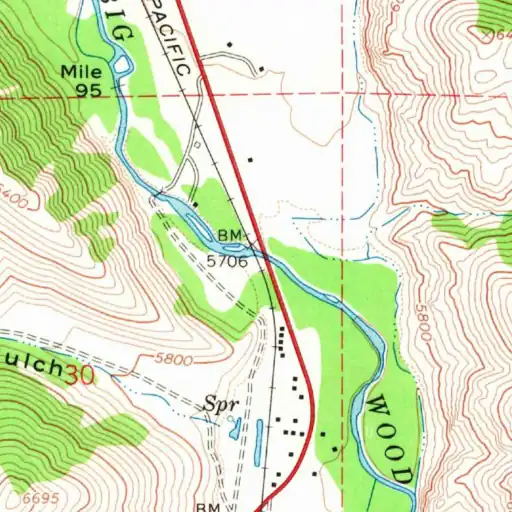 BIG
PACIFIC
Mile
95
5400
BM
5706
5800
5800
ulch
30
Spr
WOOD
6695
BM